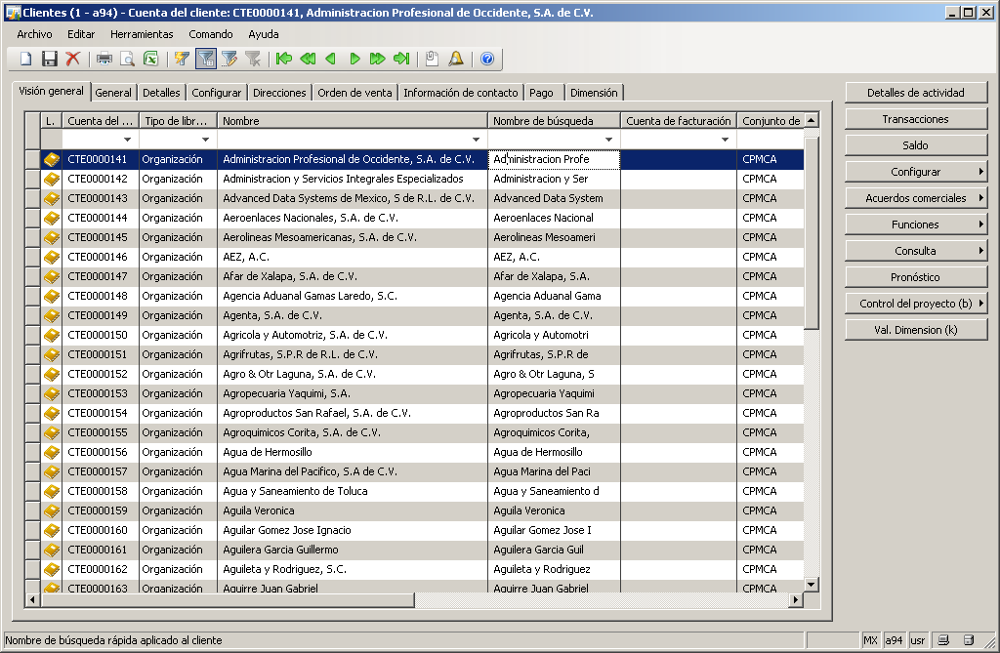 Clientes (1 - a94) - Cuenta del cliente: CTE0000141, Administracion Profesional de Occidente, S.A. de C.V.
Archivo Editar Herramientas Comando Ayuda
Visión general General Detalles Configurar Direcciones Orden de venta Información de contacto Pago Dimensión
L. Cuenta del ... Tipo de libr... Nombre Nombre de búsqueda Cuenta de facturación Conjunto de
CTE0000141 Organización Administracion Profesional de Occidente, S.A. de C.V. Administracion Profe CPMCA
CTE0000142 Organización Administracion y Servicios Integrales Especializados Administracion y Ser CPMCA
CTE0000143 Organización Advanced Data Systems de Mexico, S de R.L. de C.V. Advanced Data System CPMCA
CTE0000144 Organización Aeroenlaces Nacionales, S.A. de C.V. Aeroenlaces Nacional CPMCA
CTE0000145 Organización Aerolineas Mesoamericanas, S.A. de C.V. Aerolineas Mesoameri CPMCA
CTE0000146 Organización AEZ, A.C. AEZ, A.C. CPMCA
CTE0000147 Organización Afar de Xalapa, S.A. de C.V. Afar de Xalapa, S.A. CPMCA
CTE0000148 Organización Agencia Aduanal Gamas Laredo, S.C. Agencia Aduanal Gama CPMCA
CTE0000149 Organización Agenta, S.A. de C.V. Agenta, S.A. de C.V. CPMCA
CTE0000150 Organización Agricola y Automotriz, S.A. de C.V. Agricola y Automotri CPMCA
CTE0000151 Organización Agrifrutas, S.P.R de R.L. de C.V. Agrifrutas, S.P.R de CPMCA
CTE0000152 Organización Agro & Otr Laguna, S.A. de C.V. Agro & Otr Laguna, S CPMCA
CTE0000153 Organización Agropecuaria Yaquimi, S.A. Agropecuaria Yaquimi CPMCA
CTE0000154 Organización Agroproductos San Rafael, S.A. de C.V. Agroproductos San Ra CPMCA
CTE0000155 Organización Agroquimicos Corita, S.A. de C.V. Agroquimicos Corita, CPMCA
CTE0000156 Organización Agua de Hermosillo Agua de Hermosillo CPMCA
CTE0000157 Organización Agua Marina del Pacifico, S.A de C.V. Agua Marina del Paci CPMCA
CTE0000158 Organización Agua y Saneamiento de Toluca Agua y Saneamiento d CPMCA
CTE0000159 Organización Aguila Veronica Aguila Veronica CPMCA
CTE0000160 Organización Aguilar Gomez Jose Ignacio Aguilar Gomez Jose I CPMCA
CTE0000161 Organización Aguilera Garcia Guillermo Aguilera Garcia Guil CPMCA
CTE0000162 Organización Aguileta y Rodriguez, S.C. Aguileta y Rodriguez CPMCA
CTE0000163 Organización Aguirre Juan Gabriel Aguirre Juan Gabriel CPMCA
Detalles de actividad
Transacciones
Saldo
Configurar
Acuerdos comerciales
Funciones
Consulta
Pronóstico
Control del proyecto (b)
Val. Dimension (k)
Nombre de búsqueda rápida aplicado al cliente MX a94 usr